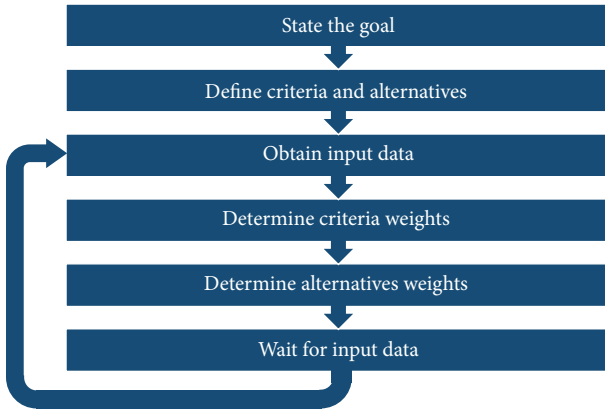 State the goal
Define criteria and alternatives
Obtain input data
Determine criteria weights
Determine alternatives weights
Wait for input data